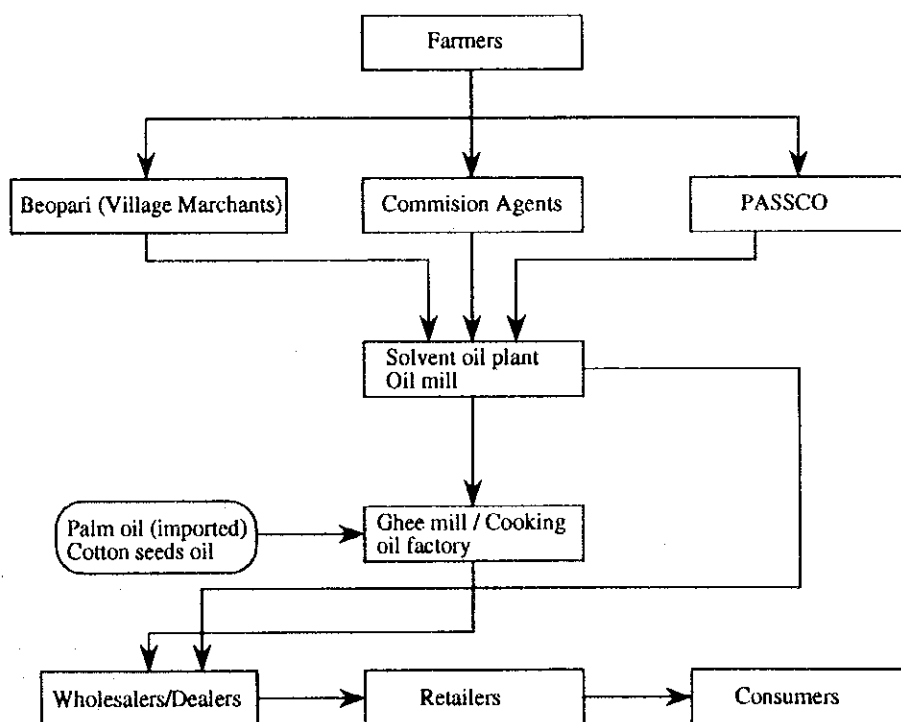 Farmers
Beopari (Village Marchants)
Commision Agents
PASSCO
Solvent oil plant
Oil mill
Palm oil (imported)
Cotton seeds oil
Ghee mill / Cooking
oil factory
Wholesalers/Dealers
Retailers
Consumers